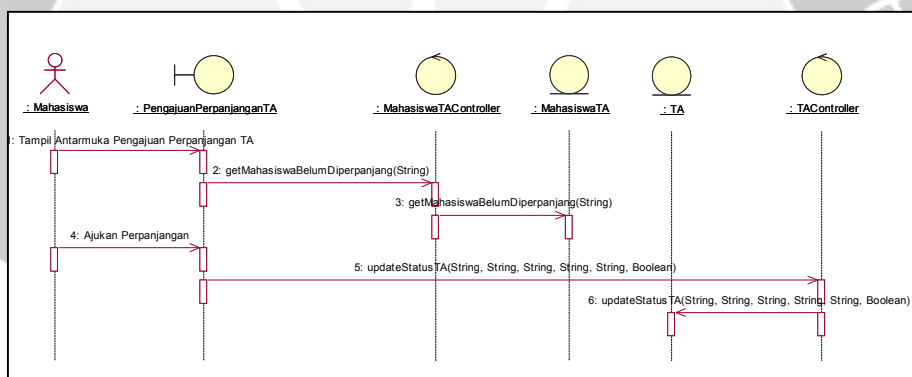 : Mahasiswa
: PengajuanPerpanjanganTA
: MahasiswaTAController
: MahasiswaTA
: TA
: TAController
1: Tampil Antarmuka Pengajuan Perpanjangan TA
2: getMahasiswaBelumDiperpanjang(String)
3: getMahasiswaBelumDiperpanjang(String)
4: Ajukan Perpanjangan
5: updateStatusTA(String, String, String, String, String, Boolean)
6: updateStatusTA(String, String, String, String, String, Boolean)